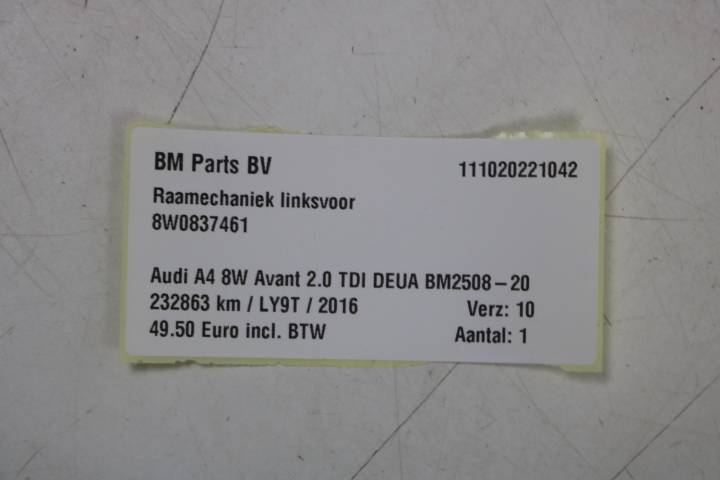 BM Parts BV 111020221042
Raamechaniek linksvoor
8W0837461
Audi A4 8W Avant 2.0 TDI DEUA BM2508-20
232863 km / LY9T / 2016 Verz: 10
49.50 Euro incl. BTW Aantal: 1